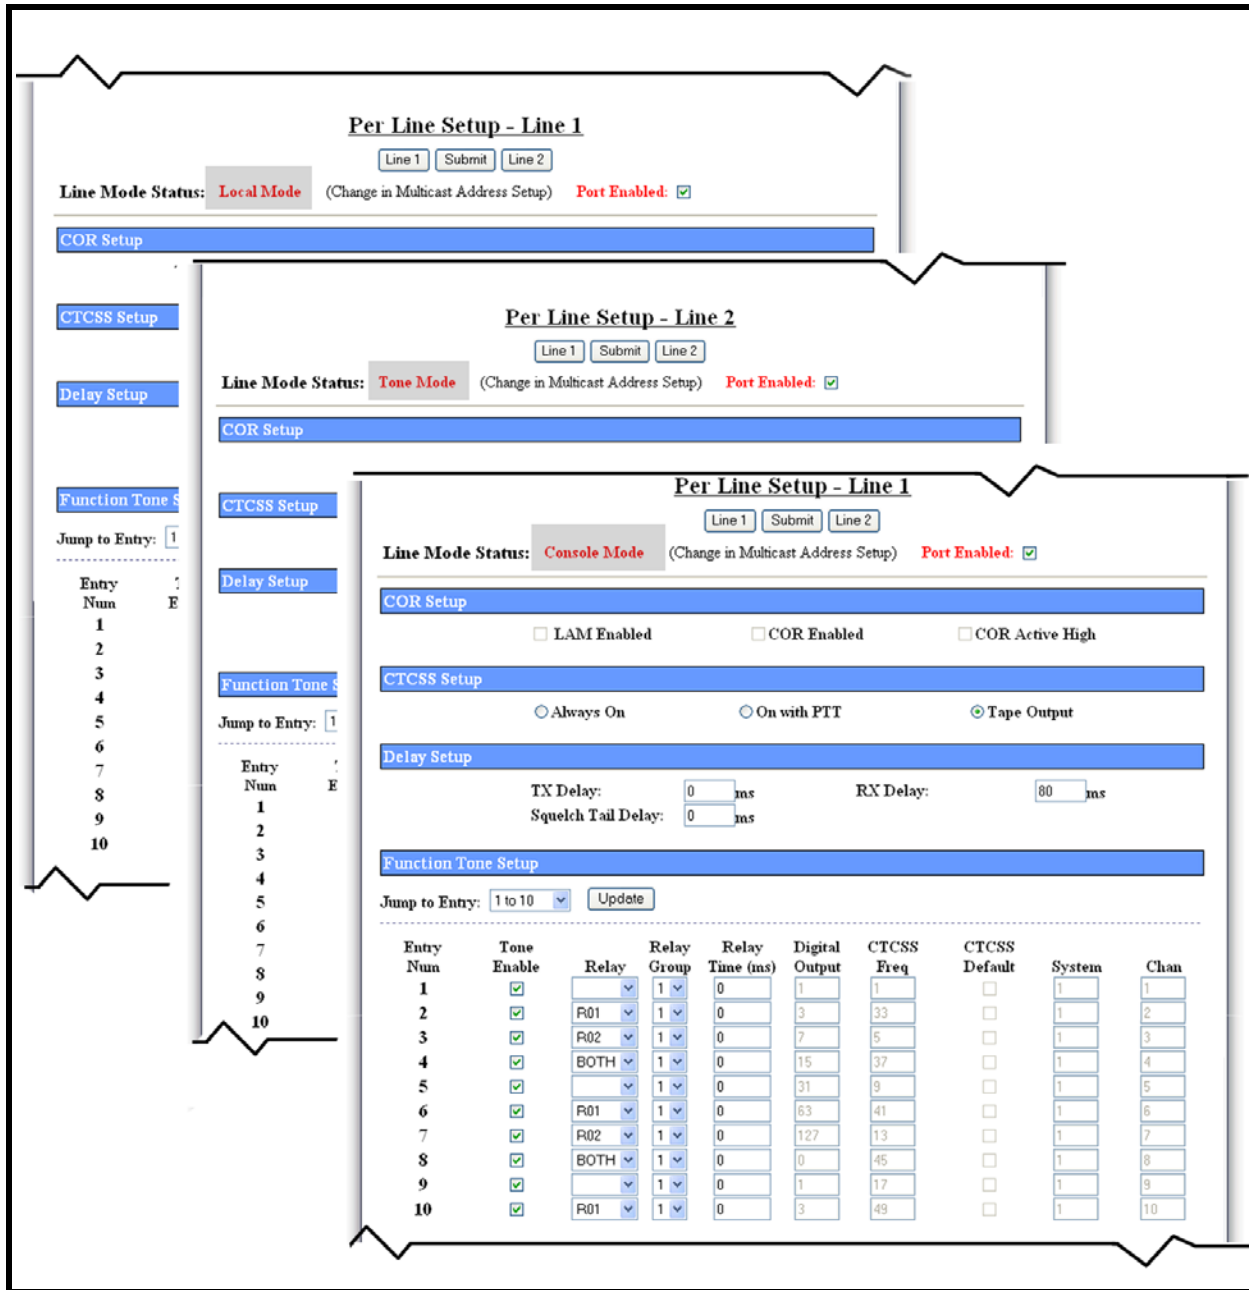 Per Line Setup - Line 1
Line 1 Submit Line 2
Line Mode Status: Local Mode (Change in Multicast Address Setup) Port Enabled:
COR Setup
CTCSS Setup
Delay Setup
Function Tone S
Jump to Entry: 1
Entry
Num E
1
2
3
4
5
6
7
8
9
10
Per Line Setup - Line 2
Line 1 Submit Line 2
Line Mode Status: Tone Mode (Change in Multicast Address Setup) Port Enabled:
COR Setup
CTCSS Setup
Delay Setup
Function Tone S
Jump to Entry: 1
Entry
Num E
1
2
3
4
5
6
7
8
9
10
Per Line Setup - Line 1
Line 1 Submit Line 2
Line Mode Status: Console Mode (Change in Multicast Address Setup) Port Enabled:
COR Setup
LAM Enabled COR Enabled COR Active High
CTCSS Setup
Always On On with PTT Tape Output
Delay Setup
TX Delay: 0 ms RX Delay: 80 ms
Squelch Tail Delay: 0 ms
Function Tone Setup
Jump to Entry: 1 to 10 Update
Entry Tone Relay Relay Digital CTCSS CTCSS
Num Enable Relay Group Time (ms) Output Freq Default System Chan
1 1 0 1 1 1 1
2 R01 1 0 3 33 1 2
3 R02 1 0 7 5 1 3
4 BOTH 1 0 15 37 1 4
5 1 0 31 9 1 5
6 R01 1 0 63 41 1 6
7 R02 1 0 127 13 1 7
8 BOTH 1 0 0 45 1 8
9 1 0 1 17 1 9
10 R01 1 0 3 49 1 10